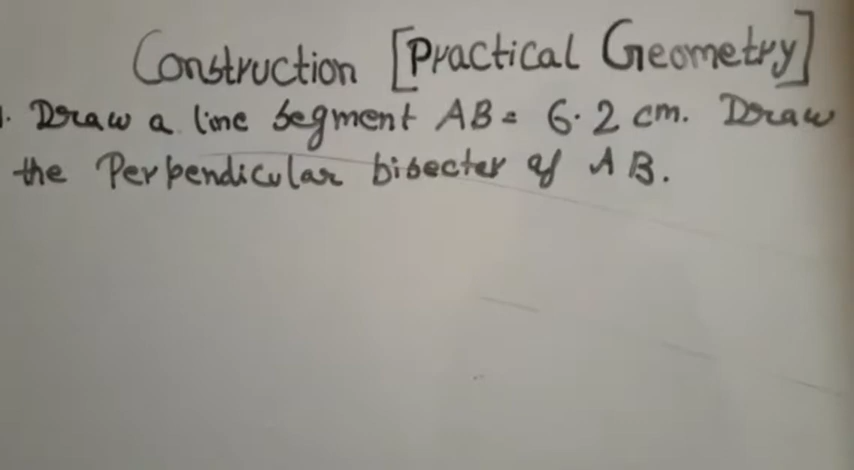 Construction [Practical Geometry]
1. Draw a line segment AB = 6.2 cm. Draw
the Perpendicular bisecter of AB.